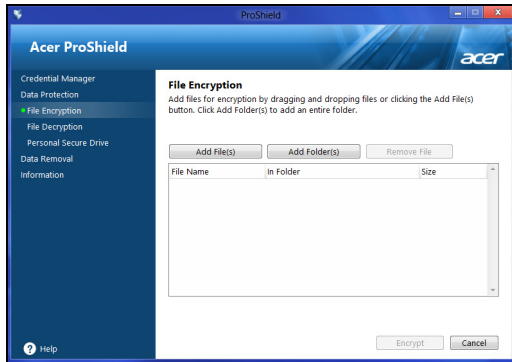 ProShield
Acer ProShield
acer
Credential Manager
Data Protection
File Encryption
File Decryption
Personal Secure Drive
Data Removal
Information
File Encryption
Add files for encryption by dragging and dropping files or clicking the Add File(s)
button. Click Add Folder(s) to add an entire folder.
Add File(s) Add Folder(s) Remove File
File Name In Folder Size
Encrypt Cancel
? Help